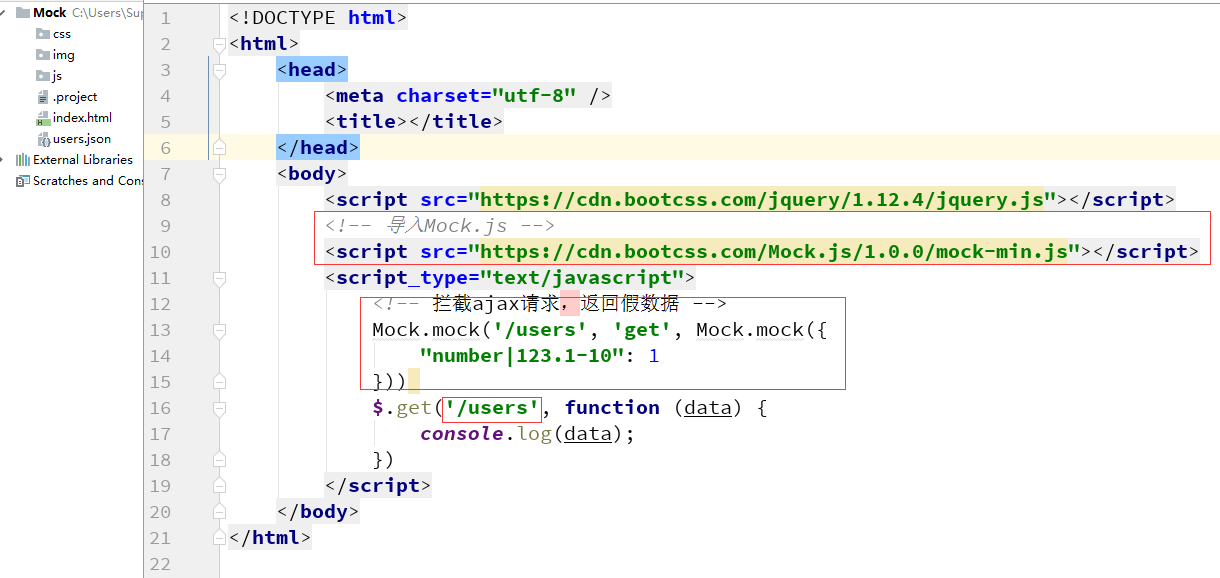 Mock C:\Users\Sup
css
img
js
.project
index.html
users.json
External Libraries
Scratches and Cons
1 <!DOCTYPE html>
2 <html>
3 <head>
4 <meta charset="utf-8" />
5 <title></title>
6 </head>
7 <body>
8 <script src="https://cdn.bootcss.com/jquery/1.12.4/jquery.js"></script>
9 <!-- 导入Mock.js -->
10 <script src="https://cdn.bootcss.com/Mock.js/1.0.0/mock-min.js"></script>
11 <script type="text/javascript">
12 <!-- 拦截ajax请求，返回假数据 -->
13 Mock.mock('/users', 'get', Mock.mock({
14 "number|123.1-10": 1
15 }))
16 $.get('/users', function (data) {
17 console.log(data);
18 })
19 </script>
20 </body>
21 </html>
22